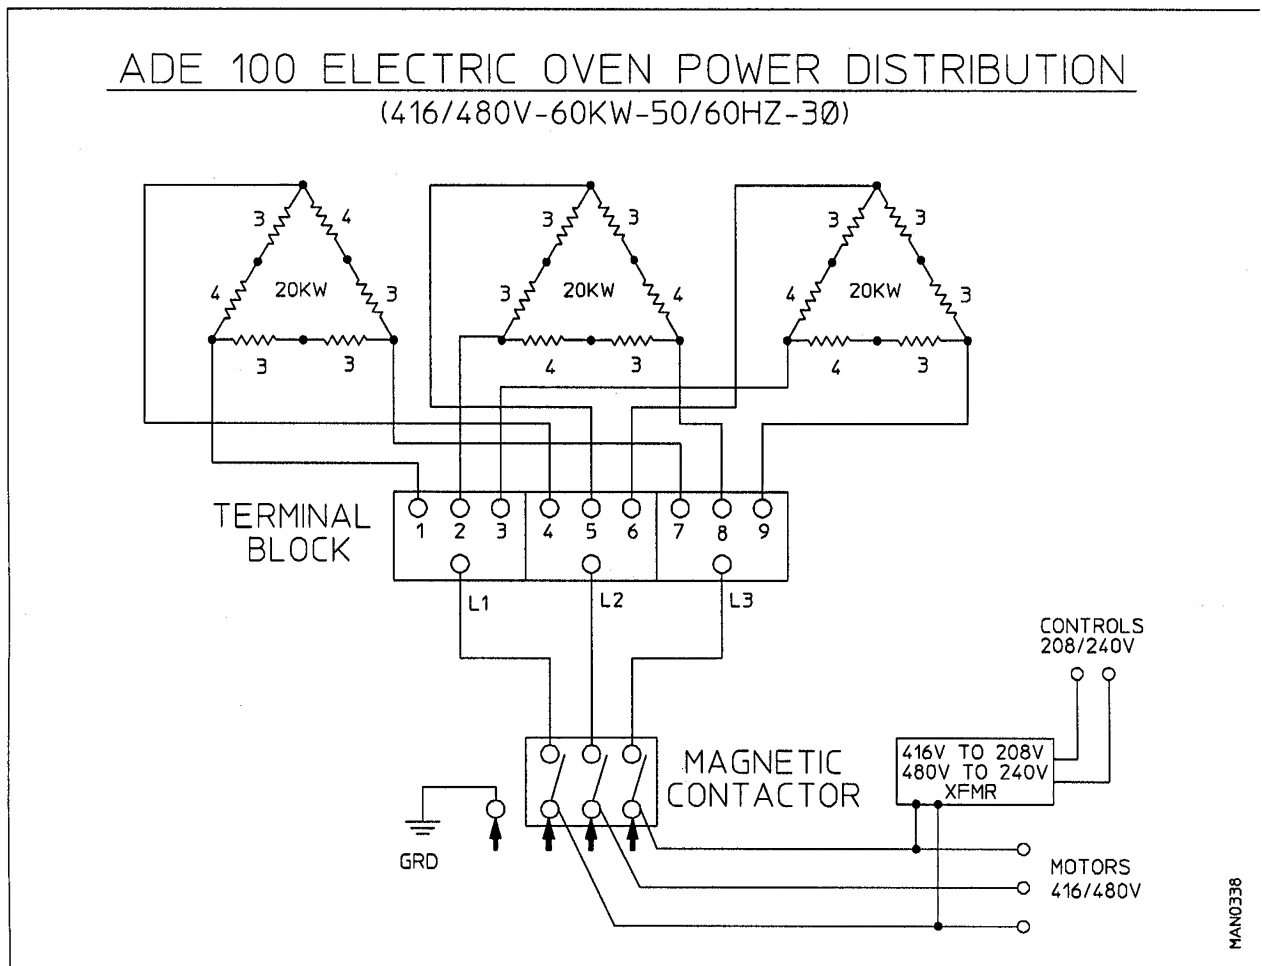 ADE 100 ELECTRIC OVEN POWER DISTRIBUTION
(416/480V-60KW-50/60HZ-3Ø)
3 4
3 3
3 3
4 20KW 3
3 20KW 4
4 20KW 3
3 3
4 3
4 3
TERMINAL
BLOCK
1 2 3 4 5 6 7 8 9
L1 L2 L3
CONTROLS
208/240V
MAGNETIC
CONTACTOR
416V TO 208V
480V TO 240V
XFMR
GRD
MOTORS
416/480V
MAN0338